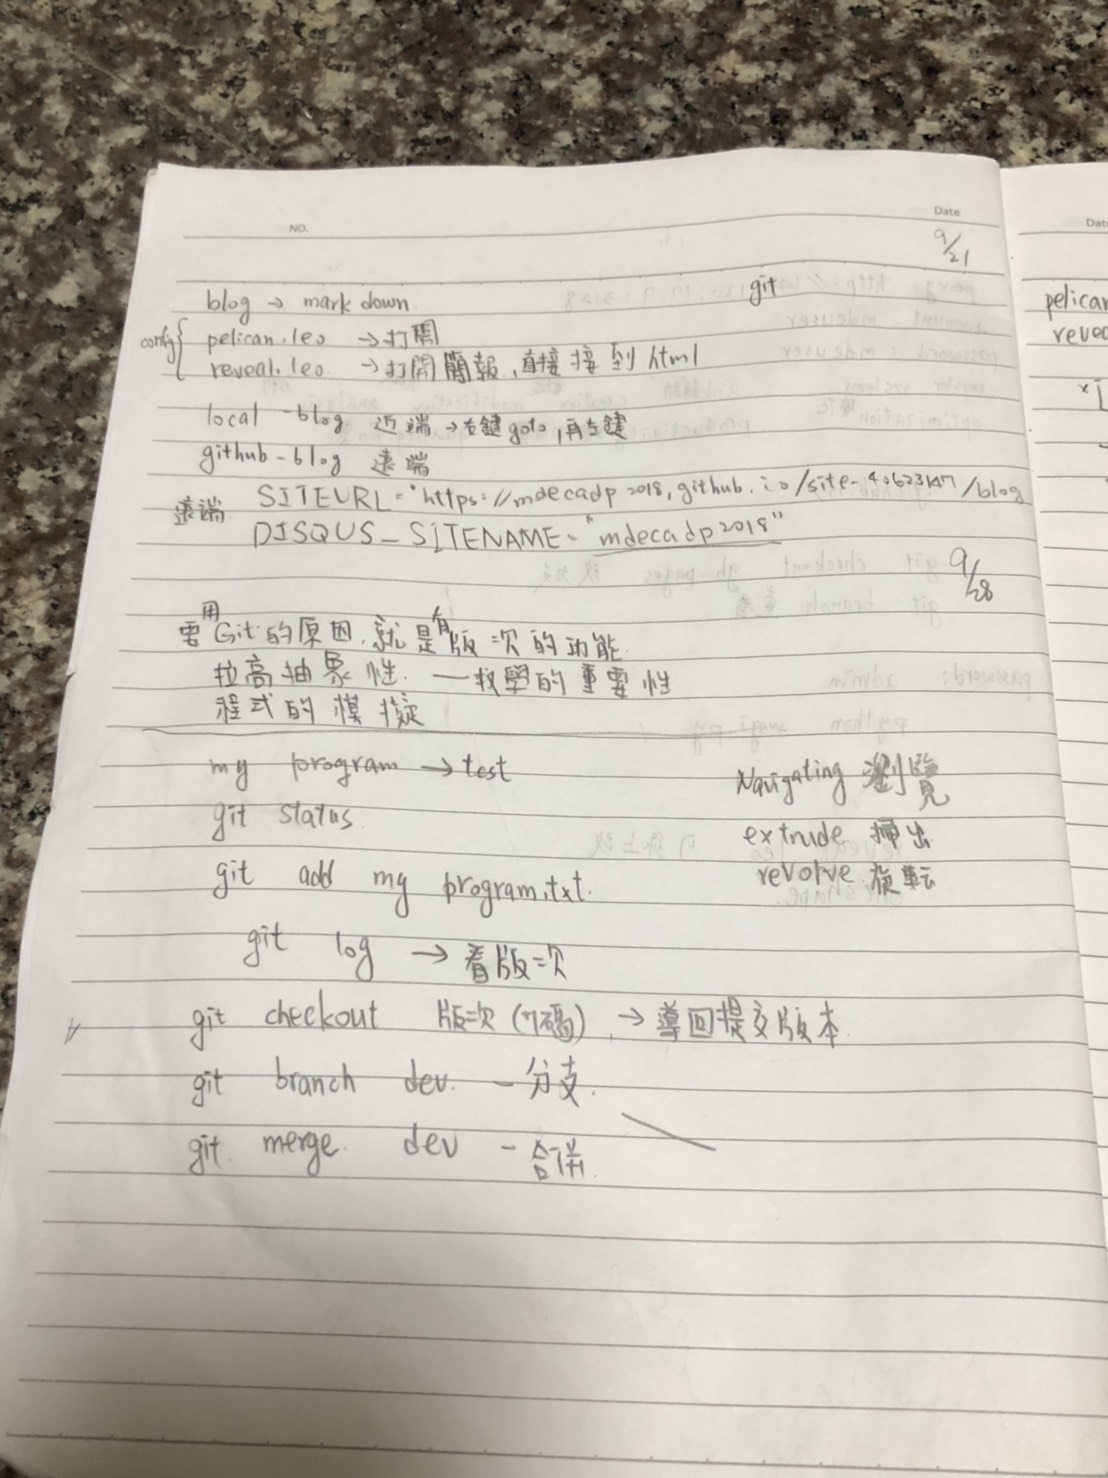 NO.
Date
9/21
blog → mark down
git
config { pelican.leo → 打開
reveal.leo → 打開簡報,直接接到 html
local-blog 近端 → 右鍵 goto,再左鍵
github-blog 遠端
遠端 SITEURL = "https://mdecadp2018.github.io/site-40623147/blog
DISQUS_SITENAME = "mdecadp2018"
9/28
要用Git的原因,就是有版次的功能.
拉高抽象性. — 数學的重要性
程式的模擬
my program → test
Navigating 瀏覽
git status
extrude 掃出
git add my program.txt.
revolve 旋転
git log → 看版次
git checkout 版次(7碼) → 導回提交版本
git branch dev. - 分支.
git merge dev - 合併.
Date
pelican
revea